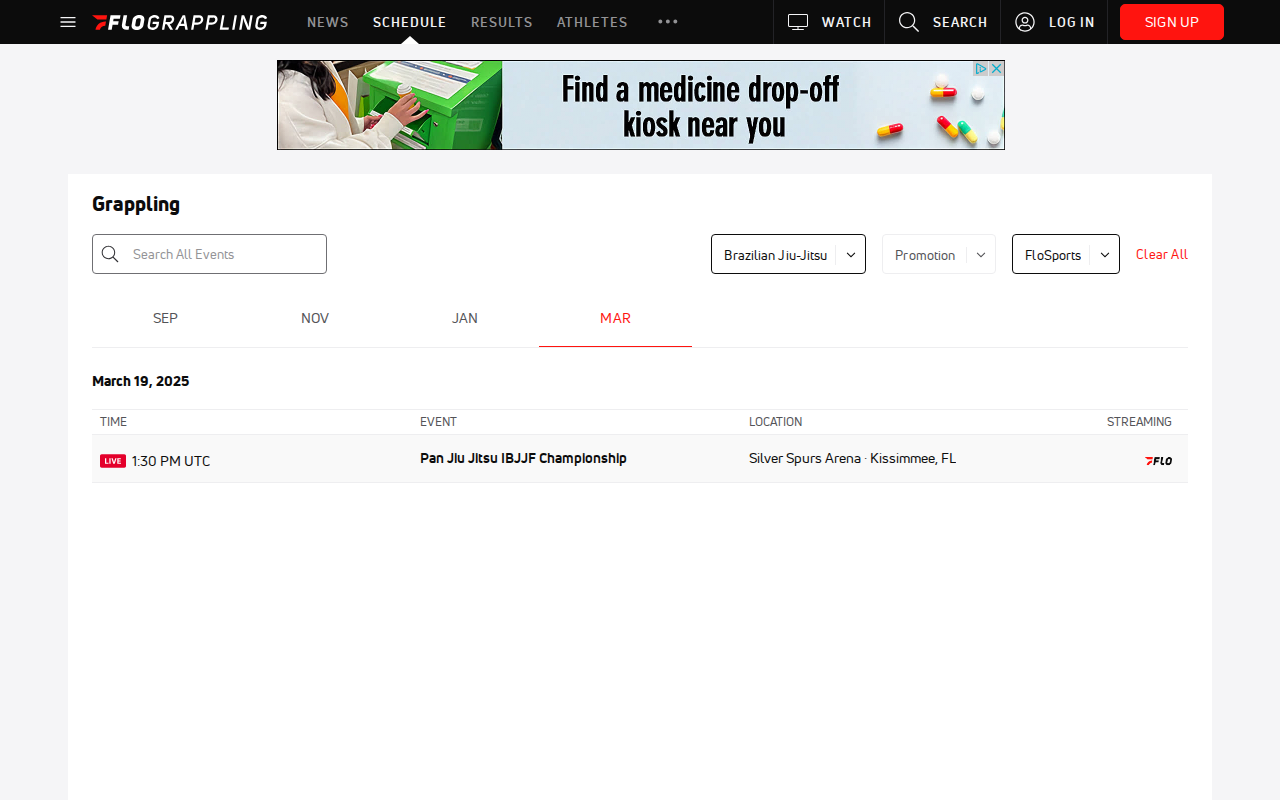 FLOGRAPPLING NEWS SCHEDULE RESULTS ATHLETES WATCH SEARCH LOG IN SIGN UP
Find a medicine drop-off
kiosk near you
Grappling
Search All Events Brazilian Jiu-Jitsu Promotion FloSports Clear All
SEP NOV JAN MAR
March 19, 2025
TIME EVENT LOCATION STREAMING
LIVE 1:30 PM UTC Pan Jiu Jitsu IBJJF Championship Silver Spurs Arena · Kissimmee, FL FLO